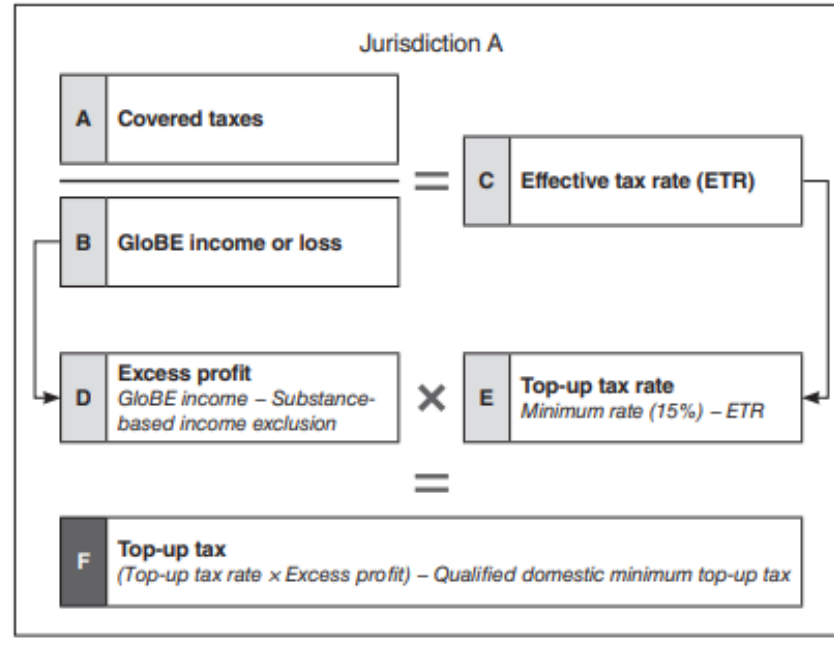 Jurisdiction A
A Covered taxes
=
C Effective tax rate (ETR)
B GloBE income or loss
D Excess profit
GloBE income – Substance-
based income exclusion
×
E Top-up tax rate
Minimum rate (15%) – ETR
=
F Top-up tax
(Top-up tax rate × Excess profit) – Qualified domestic minimum top-up tax